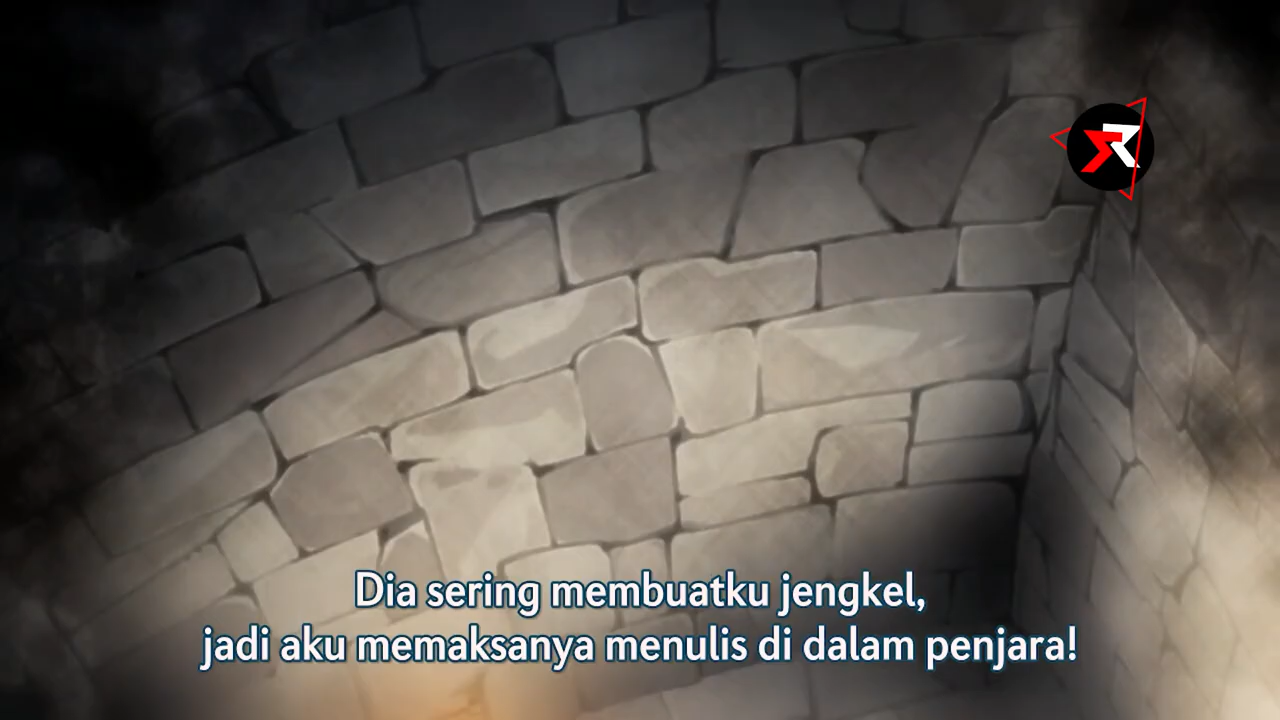 Dia sering membuatku jengkel,
jadi aku memaksanya menulis di dalam penjara!